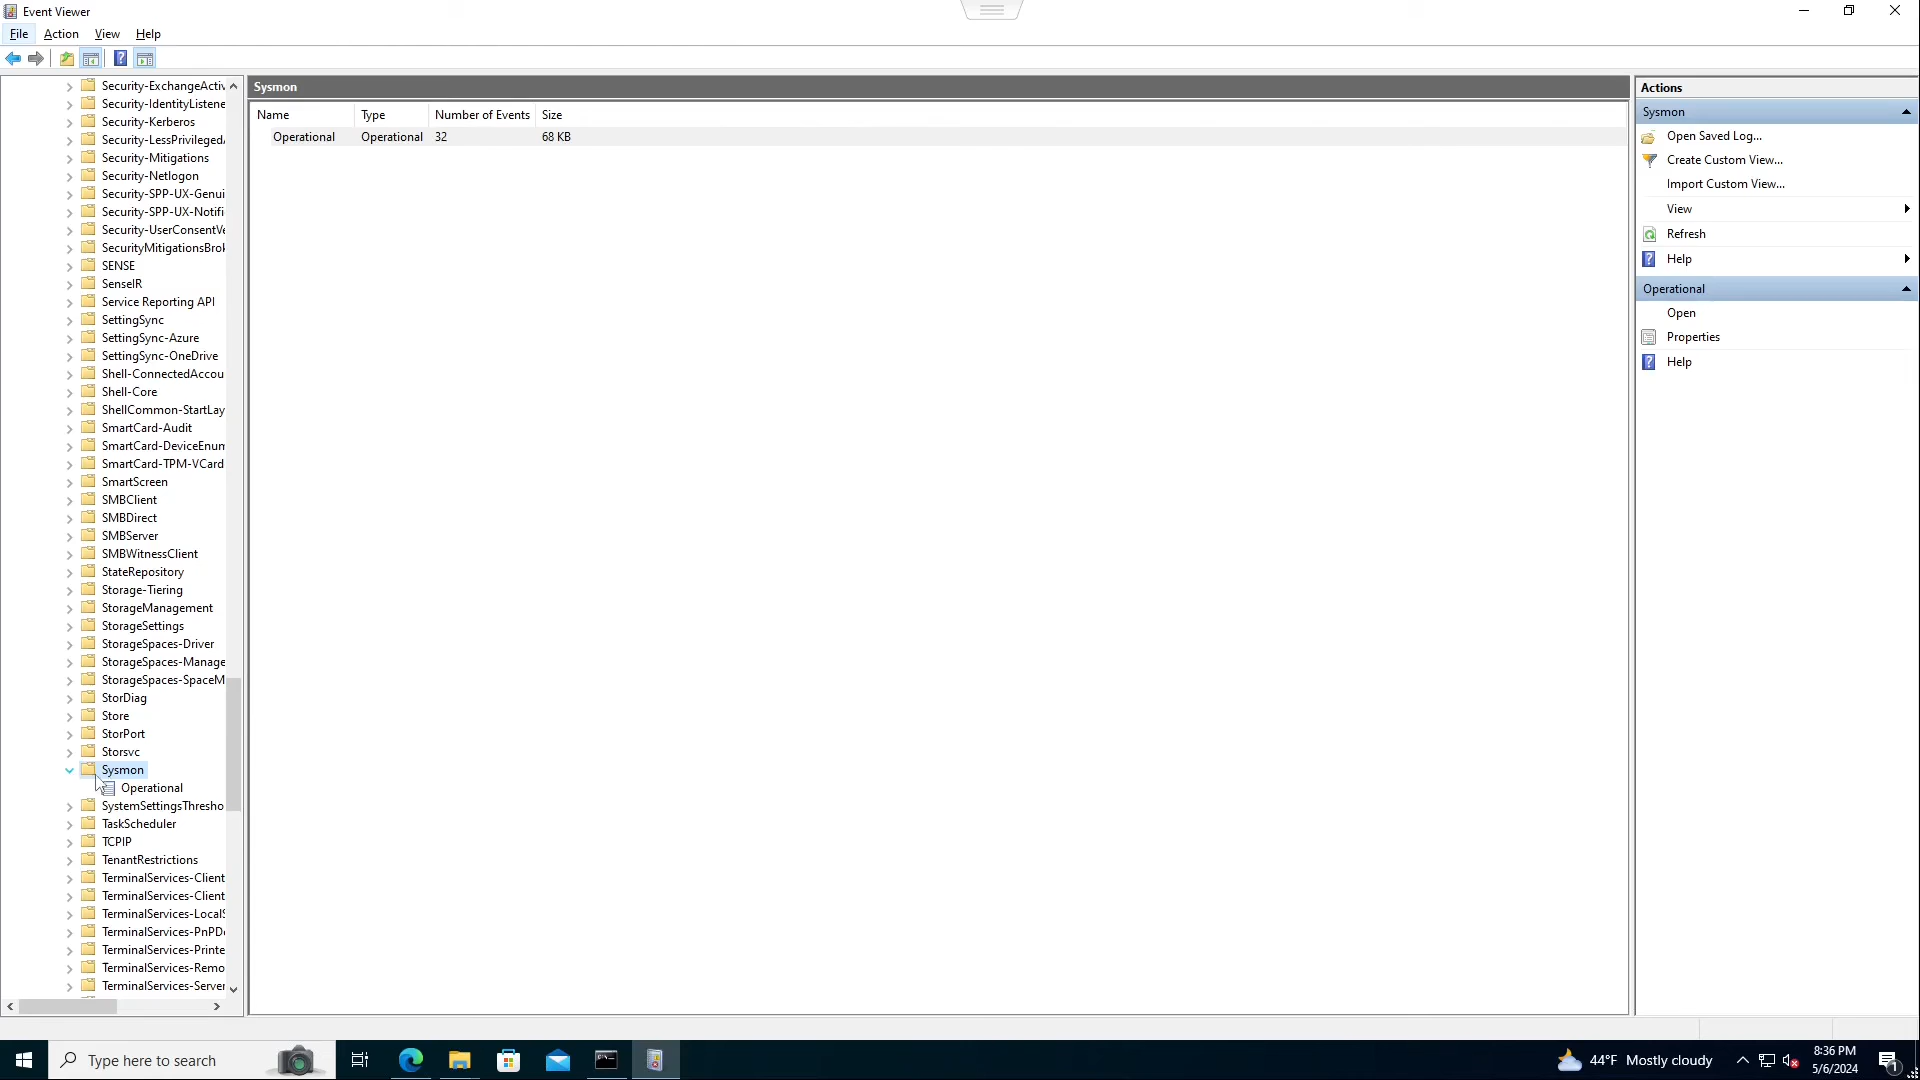 Event Viewer
File Action View Help
Security-ExchangeActiv
Security-IdentityListene
Security-Kerberos
Security-LessPrivilegedA
Security-Mitigations
Security-Netlogon
Security-SPP-UX-Genui
Security-SPP-UX-Notifi
Security-UserConsentVe
SecurityMitigationsBrok
SENSE
SenseIR
Service Reporting API
SettingSync
SettingSync-Azure
SettingSync-OneDrive
Shell-ConnectedAccou
Shell-Core
ShellCommon-StartLay
SmartCard-Audit
SmartCard-DeviceEnum
SmartCard-TPM-VCard
SmartScreen
SMBClient
SMBDirect
SMBServer
SMBWitnessClient
StateRepository
Storage-Tiering
StorageManagement
StorageSettings
StorageSpaces-Driver
StorageSpaces-Manage
StorageSpaces-SpaceM
StorDiag
Store
StorPort
Storsvc
Sysmon
Operational
SystemSettingsThresho
TaskScheduler
TCPIP
TenantRestrictions
TerminalServices-Client
TerminalServices-Client
TerminalServices-LocalS
TerminalServices-PnPDe
TerminalServices-Printe
TerminalServices-Remo
TerminalServices-Server
Sysmon
Name Type Number of Events Size
Operational Operational 32 68 KB
Actions
Sysmon
Open Saved Log...
Create Custom View...
Import Custom View...
View
Refresh
Help
Operational
Open
Properties
Help
Type here to search
44°F Mostly cloudy
8:36 PM
5/6/2024
1